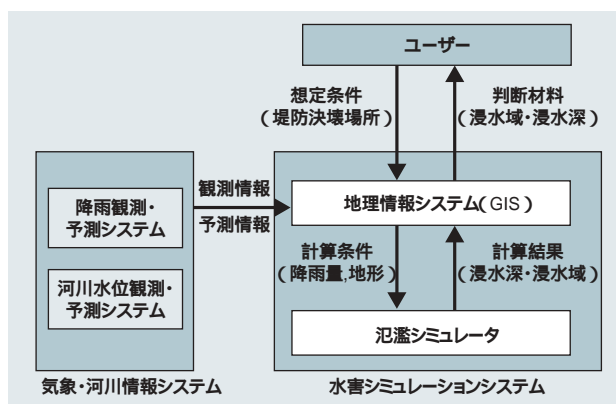 ユーザー
想定条件
(堤防決壊場所)
判断材料
(浸水域・浸水深)
観測情報
予測情報
降雨観測・
予測システム
河川水位観測・
予測システム
気象・河川情報システム
地理情報システム(GIS)
計算条件
(降雨量,地形)
計算結果
(浸水深・浸水域)
氾濫シミュレータ
水害シミュレーションシステム